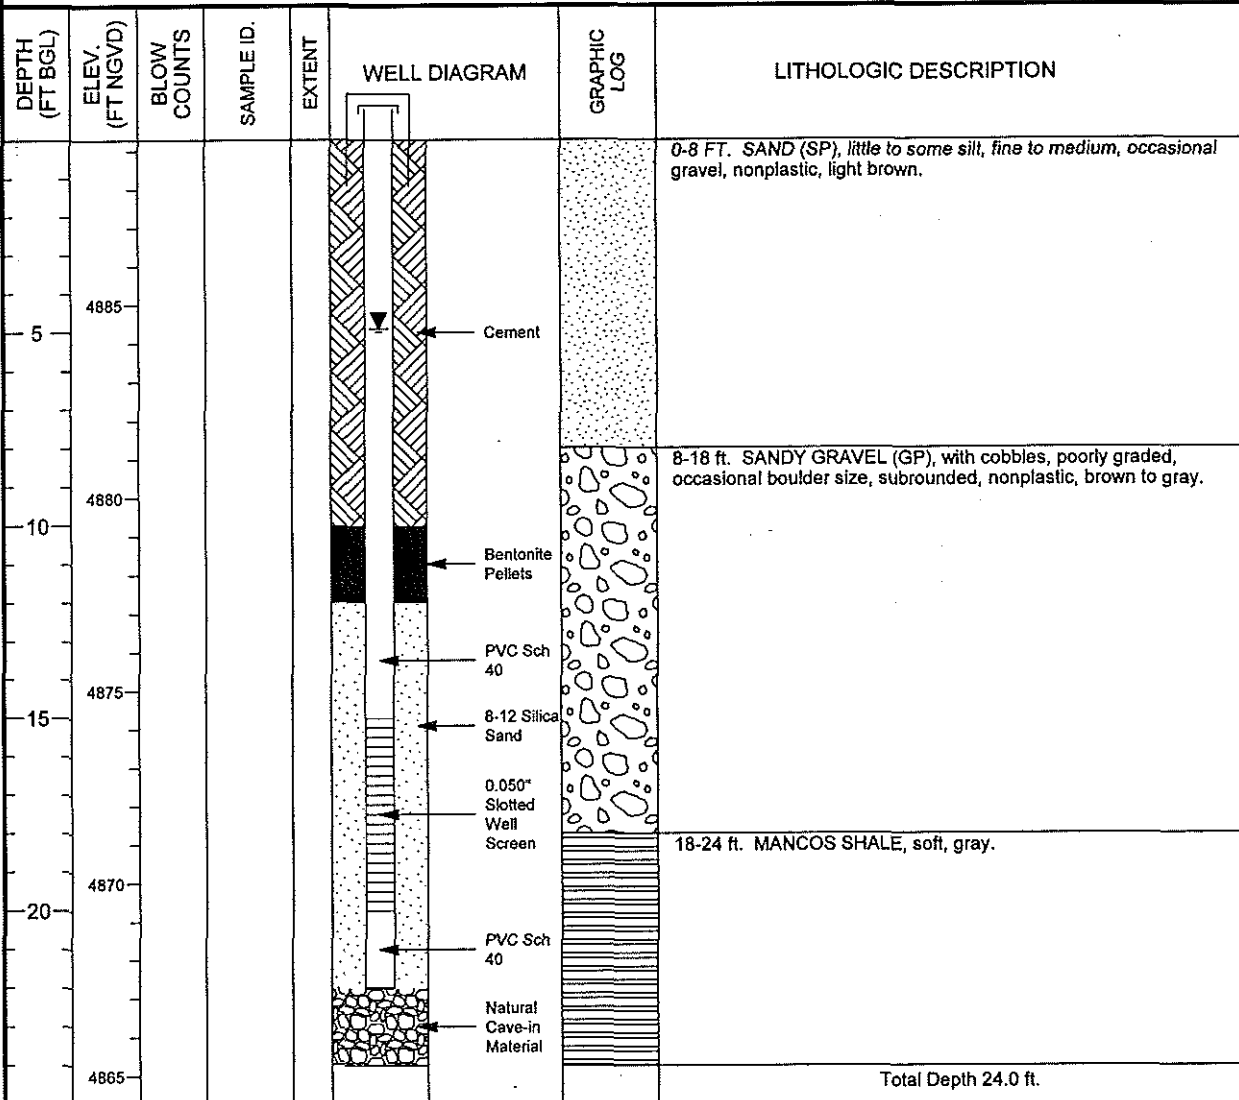 DEPTH
(FT BGL)
ELEV.
(FT NGVD)
BLOW
COUNTS
SAMPLE ID.
EXTENT
WELL DIAGRAM
GRAPHIC
LOG
LITHOLOGIC DESCRIPTION
0-8 FT. SAND (SP), little to some silt, fine to medium, occasional
gravel, nonplastic, light brown.
4885
5
Cement
8-18 ft. SANDY GRAVEL (GP), with cobbles, poorly graded,
occasional boulder size, subrounded, nonplastic, brown to gray.
4880
10
Bentonite
Pellets
PVC Sch
40
4875
15
8-12 Silica
Sand
0.050"
Slotted
Well
Screen
18-24 ft. MANCOS SHALE, soft, gray.
4870
20
PVC Sch
40
Natural
Cave-in
Material
4865
Total Depth 24.0 ft.